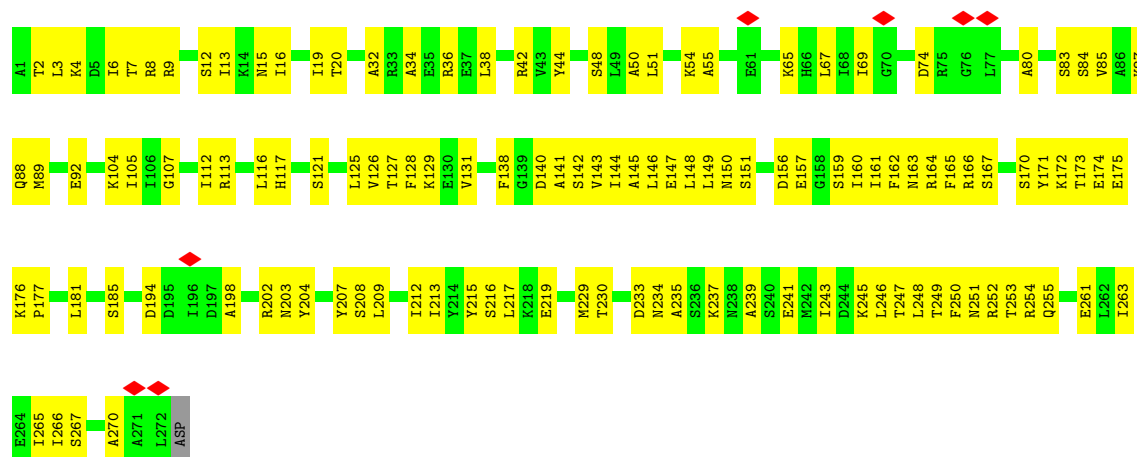 A1 T2 L3 K4 D5 I6 T7 R8 R9 S12 I13 K14 N15 I16 I19 T20 A32 R33 A34 E35 R36 E37 L38 R42 V43 Y44 S48 L49 A50 L51 K54 A55 E61 K65 H66 L67 I68 I69 G70 D74 R75 G76 L77 A80 S83 S84 V85 A86
Q88 M89 E92 K104 I105 I106 G107 I112 R113 L116 H117 S121 L125 V126 T127 F128 K129 E130 V131 F138 G139 D140 A141 S142 V143 I144 A145 L146 E147 L148 L149 N150 S151 D156 E157 G158 S159 I160 I161 F162 N163 R164 F165 R166 S167 S170 Y171 K172 T173 E174 E175
K176 P177 L181 S185 D194 D195 I196 D197 A198 R202 N203 Y204 Y207 S208 L209 I212 I213 Y214 Y215 S216 L217 K218 E219 M229 T230 D233 N234 A235 S236 K237 N238 A239 S240 E241 M242 I243 D244 K245 L246 T247 L248 T249 F250 N251 R252 T253 R254 Q255 E261 L262 I263
E264 I265 I266 S267 A270 A271 L272 ASP